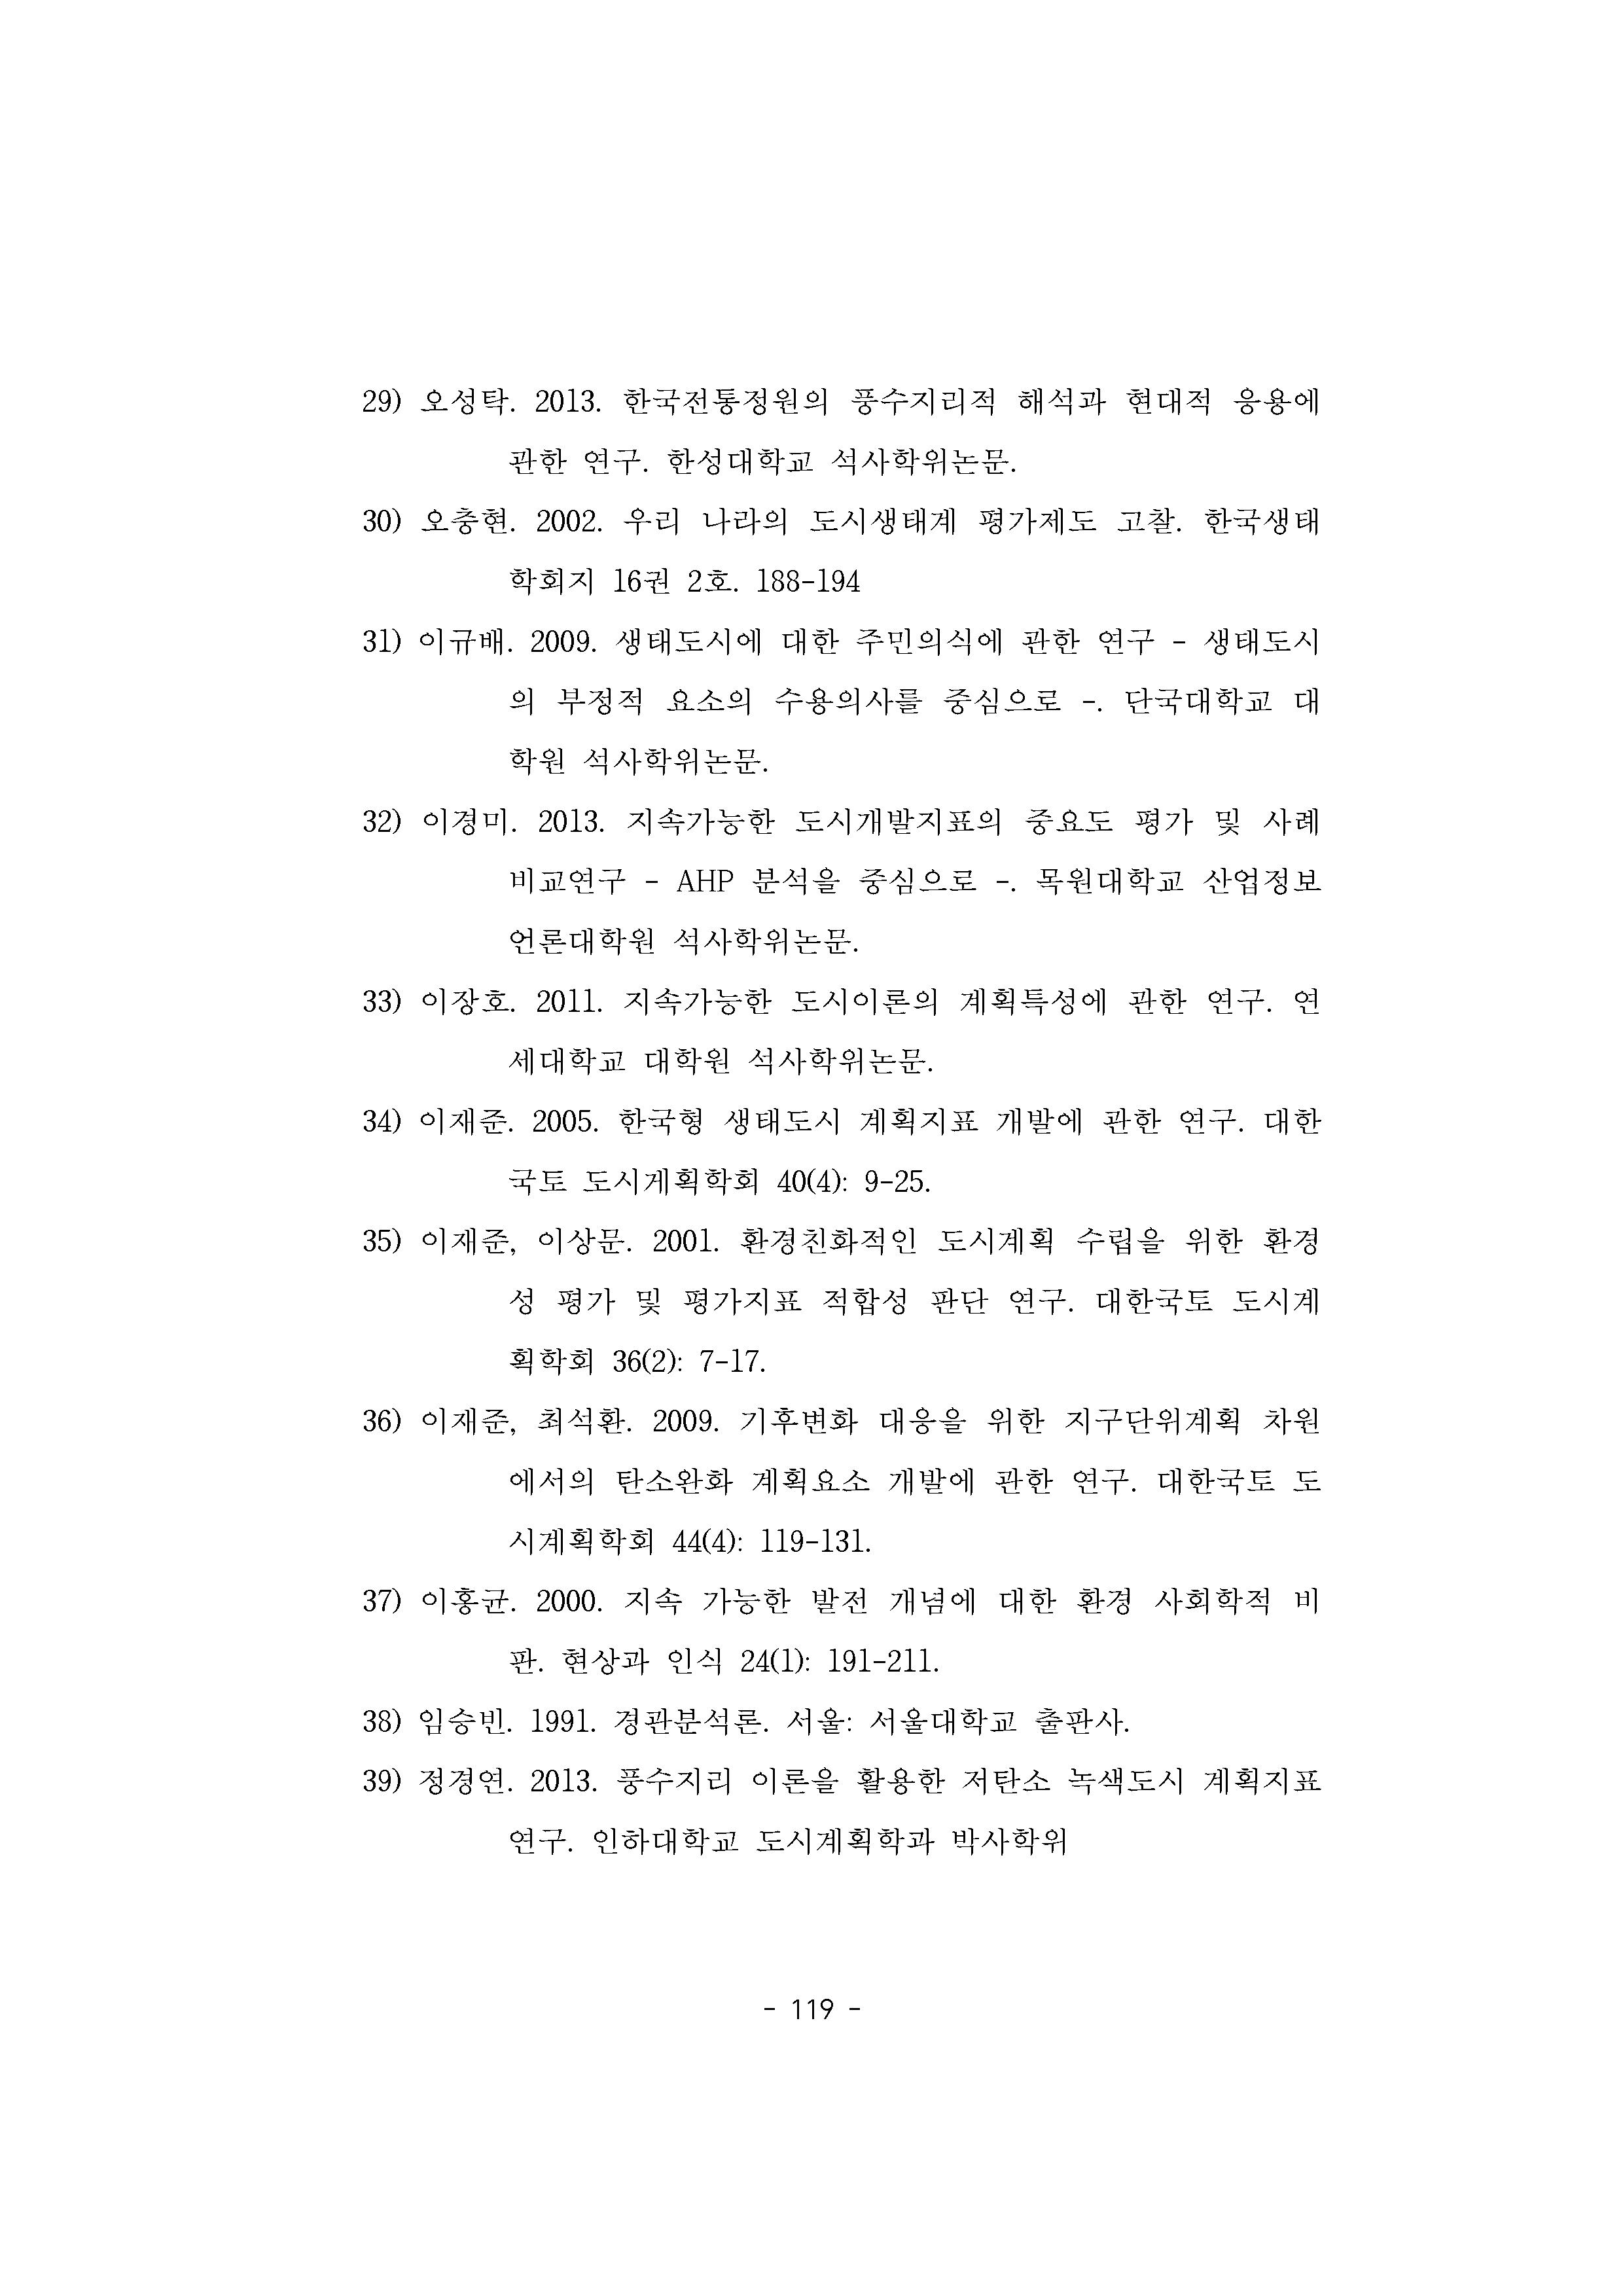 29) 오성탁. 2013. 한국전통정원의 풍수지리적 해석과 현대적 응용에
관한 연구. 한성대학교 석사학위논문.
30) 오충현. 2002. 우리 나라의 도시생태계 평가제도 고찰. 한국생태
학회지 16권 2호. 188-194
31) 이규배. 2009. 생태도시에 대한 주민의식에 관한 연구 - 생태도시
의 부정적 요소의 수용의사를 중심으로 -. 단국대학교 대
학원 석사학위논문.
32) 이경미. 2013. 지속가능한 도시개발지표의 중요도 평가 및 사례
비교연구 - AHP 분석을 중심으로 -. 목원대학교 산업정보
언론대학원 석사학위논문.
33) 이장호. 2011. 지속가능한 도시이론의 계획특성에 관한 연구. 연
세대학교 대학원 석사학위논문.
34) 이재준. 2005. 한국형 생태도시 계획지표 개발에 관한 연구. 대한
국토 도시게획학회 40(4): 9-25.
35) 이재준, 이상문. 2001. 환경친화적인 도시계획 수립을 위한 환경
성 평가 및 평가지표 적합성 판단 연구. 대한국토 도시계
획학회 36(2): 7-17.
36) 이재준, 최석환. 2009. 기후변화 대응을 위한 지구단위계획 차원
에서의 탄소완화 계획요소 개발에 관한 연구. 대한국토 도
시계획학회 44(4): 119-131.
37) 이홍균. 2000. 지속 가능한 발전 개념에 대한 환경 사회학적 비
판. 현상과 인식 24(1): 191-211.
38) 임승빈. 1991. 경관분석론. 서울: 서울대학교 출판사.
39) 정경연. 2013. 풍수지리 이론을 활용한 저탄소 녹색도시 계획지표
연구. 인하대학교 도시계획학과 박사학위
- 119 -